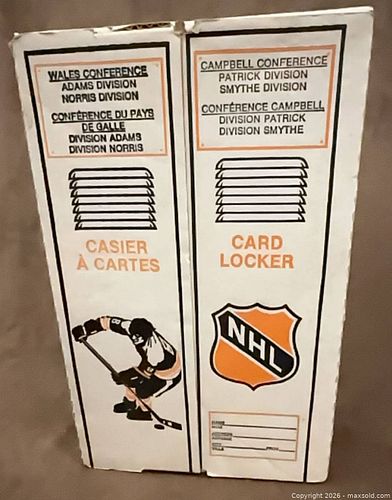 WALES CONFERENCE
ADAMS DIVISION
NORRIS DIVISION
CONFÉRENCE DU PAYS
DE GALLE
DIVISION ADAMS
DIVISION NORRIS
CASIER
À CARTES
CAMPBELL CONFERENCE
PATRICK DIVISION
SMYTHE DIVISION
CONFÉRENCE CAMPBELL
DIVISION PATRICK
DIVISION SMYTHE
CARD
LOCKER
NHL
Copyright © 2026 - maxsold.com